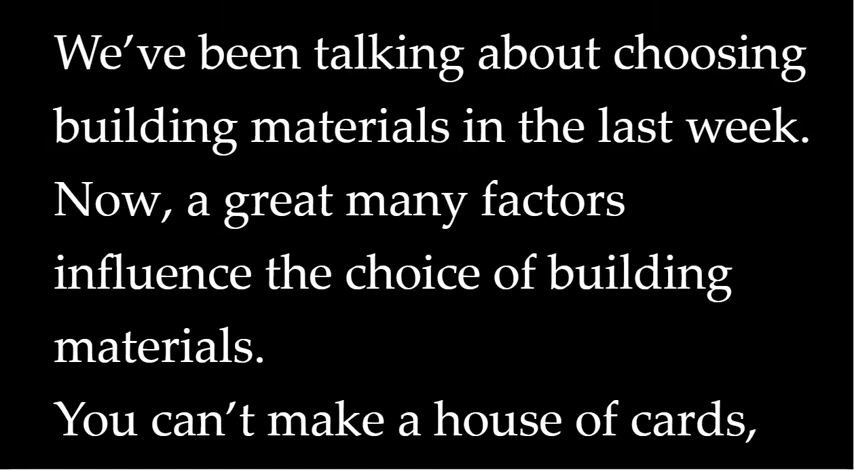 We’ve been talking about choosing
building materials in the last week.
Now, a great many factors
influence the choice of building
materials.
You can’t make a house of cards,